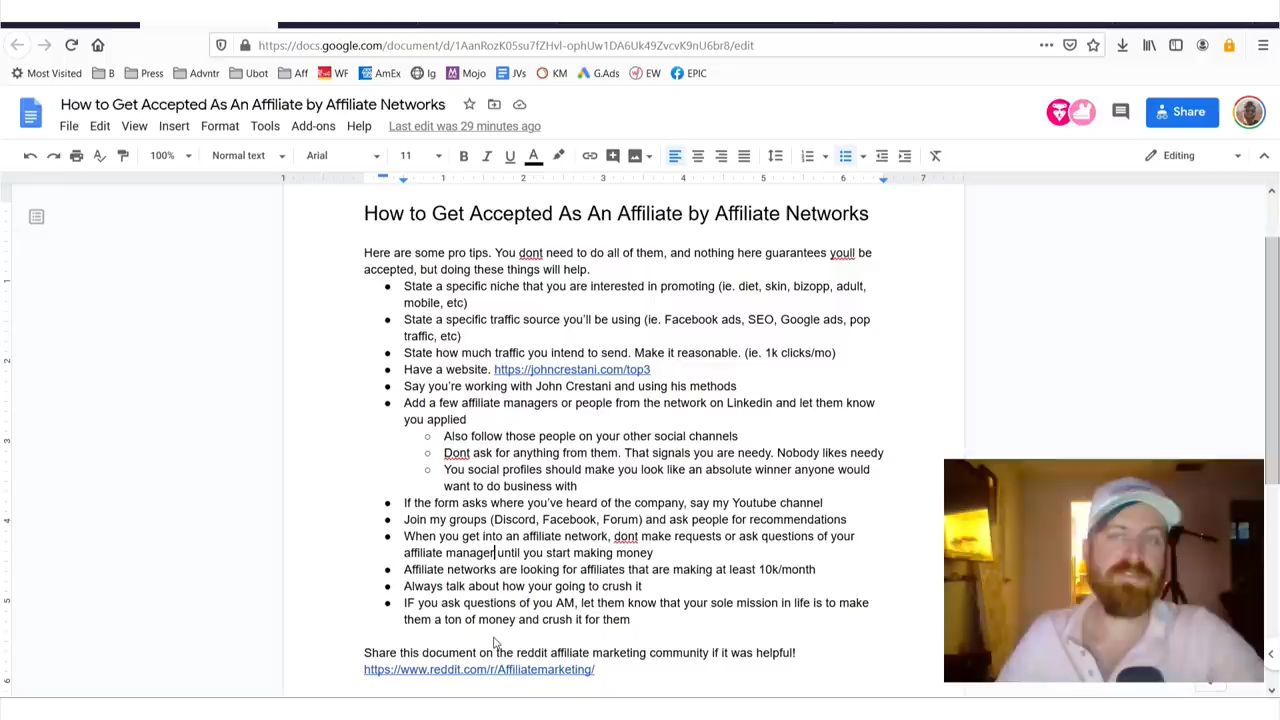 https://docs.google.com/document/d/1AanRozK05su7fZHvl-ophUw1DA6Uk49ZvcvK9nU6br8/edit
Most Visited B Press Advntr Ubot Aff WF AmEx Ig Mojo JVs KM G.Ads EW EPIC
How to Get Accepted As An Affiliate by Affiliate Networks
Share
File Edit View Insert Format Tools Add-ons Help Last edit was 29 minutes ago
100% Normal text Arial 11 B I U A Editing
1 1 2 3 4 5 6 7
How to Get Accepted As An Affiliate by Affiliate Networks
Here are some pro tips. You dont need to do all of them, and nothing here guarantees youll be
accepted, but doing these things will help.
● State a specific niche that you are interested in promoting (ie. diet, skin, bizopp, adult,
mobile, etc)
● State a specific traffic source you'll be using (ie. Facebook ads, SEO, Google ads, pop
traffic, etc)
● State how much traffic you intend to send. Make it reasonable. (ie. 1k clicks/mo)
● Have a website. https://johncrestani.com/top3
● Say you're working with John Crestani and using his methods
● Add a few affiliate managers or people from the network on Linkedin and let them know
you applied
○ Also follow those people on your other social channels
○ Dont ask for anything from them. That signals you are needy. Nobody likes needy
○ You social profiles should make you look like an absolute winner anyone would
want to do business with
● If the form asks where you've heard of the company, say my Youtube channel
● Join my groups (Discord, Facebook, Forum) and ask people for recommendations
● When you get into an affiliate network, dont make requests or ask questions of your
affiliate manager until you start making money
● Affiliate networks are looking for affiliates that are making at least 10k/month
● Always talk about how your going to crush it
● IF you ask questions of you AM, let them know that your sole mission in life is to make
them a ton of money and crush it for them
Share this document on the reddit affiliate marketing community if it was helpful!
https://www.reddit.com/r/Affiliatemarketing/
1
2
3
4
5
6